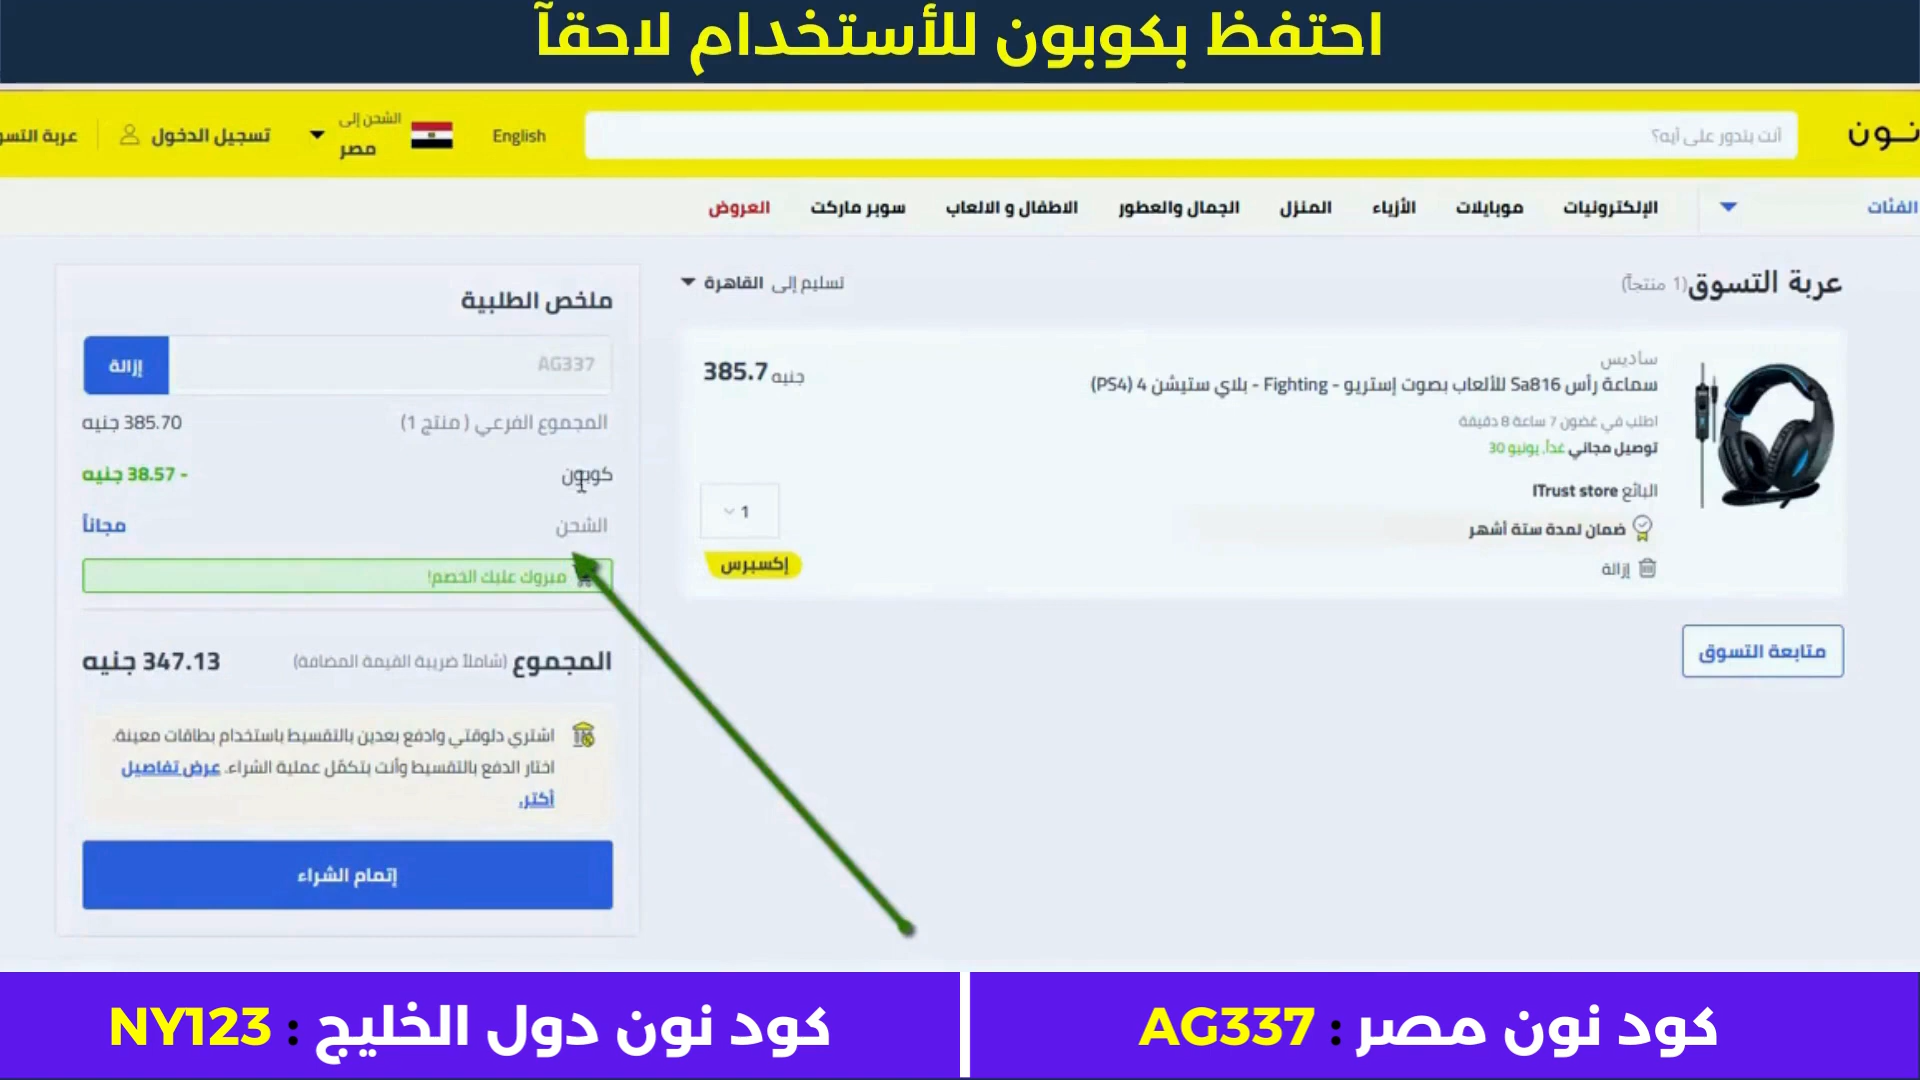 احتفظ بكوبون للأستخدام لاحقآ
نون
أنت بتدور على أيه؟
English
الشحن إلى
مصر
تسجيل الدخول
عربة التسو
الفئات
الإلكترونيات
موبايلات
الأزياء
المنزل
الجمال والعطور
الاطفال و الالعاب
سوبر ماركت
العروض
عربة التسوق (1 منتجاً)
تسليم إلى القاهرة
ساديس
سماعة رأس Sa816 للألعاب بصوت إستريو - Fighting - بلاي ستيشن 4 (PS4)
جنيه 385.7
اطلب في غضون 7 ساعة 8 دقيقة
توصيل مجاني غداً, يونيو 30
البائع ITrust store
ضمان لمدة ستة أشهر
إزالة
1
إكسبرس
متابعة التسوق
ملخص الطلبية
AG337
إزالة
المجموع الفرعي (منتج 1)
385.70 جنيه
كوبون
- 38.57 جنيه
الشحن
مجاناً
مبروك عليك الخصم!
المجموع (شاملاً ضريبة القيمة المضافة)
347.13 جنيه
اشتري دلوقتي وادفع بعدين بالتقسيط باستخدام بطاقات معينة.
اختار الدفع بالتقسيط وأنت بتكمّل عملية الشراء. عرض تفاصيل
أكتر.
إتمام الشراء
كود نون مصر : AG337
كود نون دول الخليج : NY123